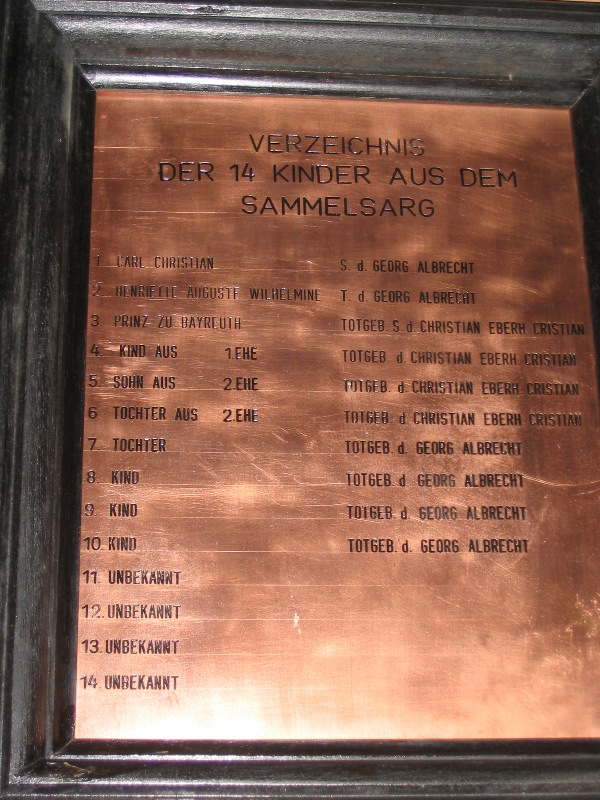 VERZEICHNIS
DER 14 KINDER AUS DEM
SAMMELSARG
1. CARL CHRISTIAN S. d. GEORG ALBRECHT
2. HENRIETTE AUGUSTE WILHELMINE T. d. GEORG ALBRECHT
3. PRINZ ZU BAYREUTH TOTGEB. S. d. CHRISTIAN EBERH CRISTIAN
4. KIND AUS 1.EHE TOTGEB. d. CHRISTIAN EBERH CRISTIAN
5. SOHN AUS 2.EHE TOTGEB. d. CHRISTIAN EBERH CRISTIAN
6 TOCHTER AUS 2.EHE TOTGEB. d. CHRISTIAN EBERH CRISTIAN
7. TOCHTER TOTGEB. d. GEORG ALBRECHT
8. KIND TOTGEB. d. GEORG ALBRECHT
9. KIND TOTGEB. d. GEORG ALBRECHT
10. KIND TOTGEB. d. GEORG ALBRECHT
11. UNBEKANNT
12. UNBEKANNT
13. UNBEKANNT
14. UNBEKANNT